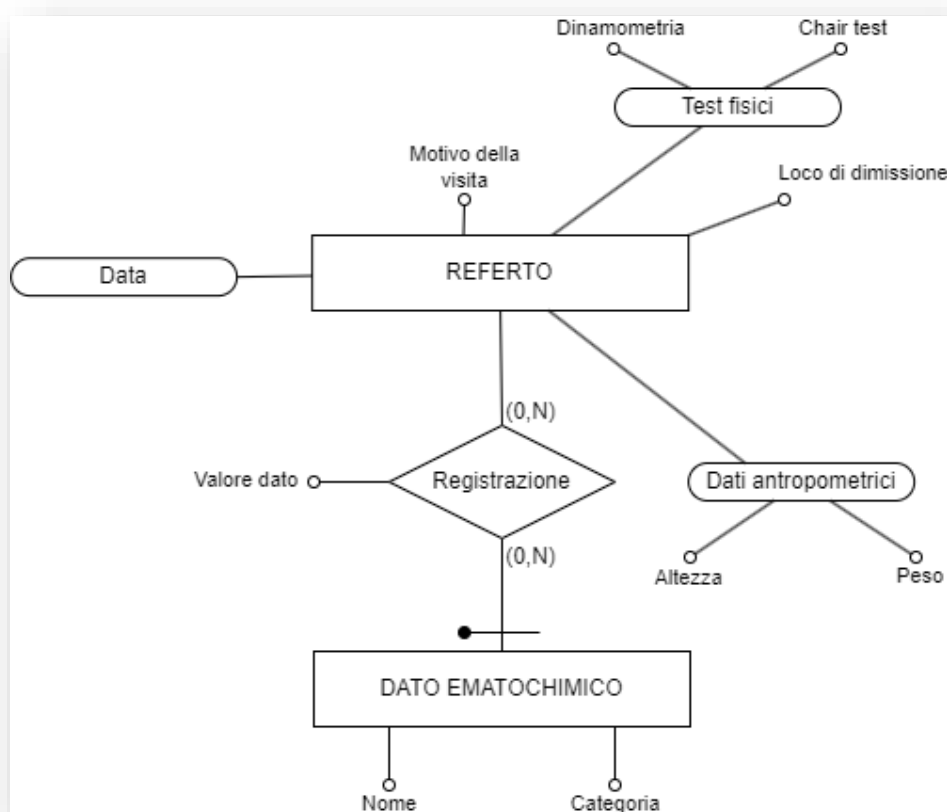 Dinamometria
Chair test
Test fisici
Motivo della
visita
Loco di dimissione
Data
REFERTO
(0,N)
Valore dato
Registrazione
Dati antropometrici
(0,N)
Altezza
Peso
DATO EMATOCHIMICO
Nome
Categoria